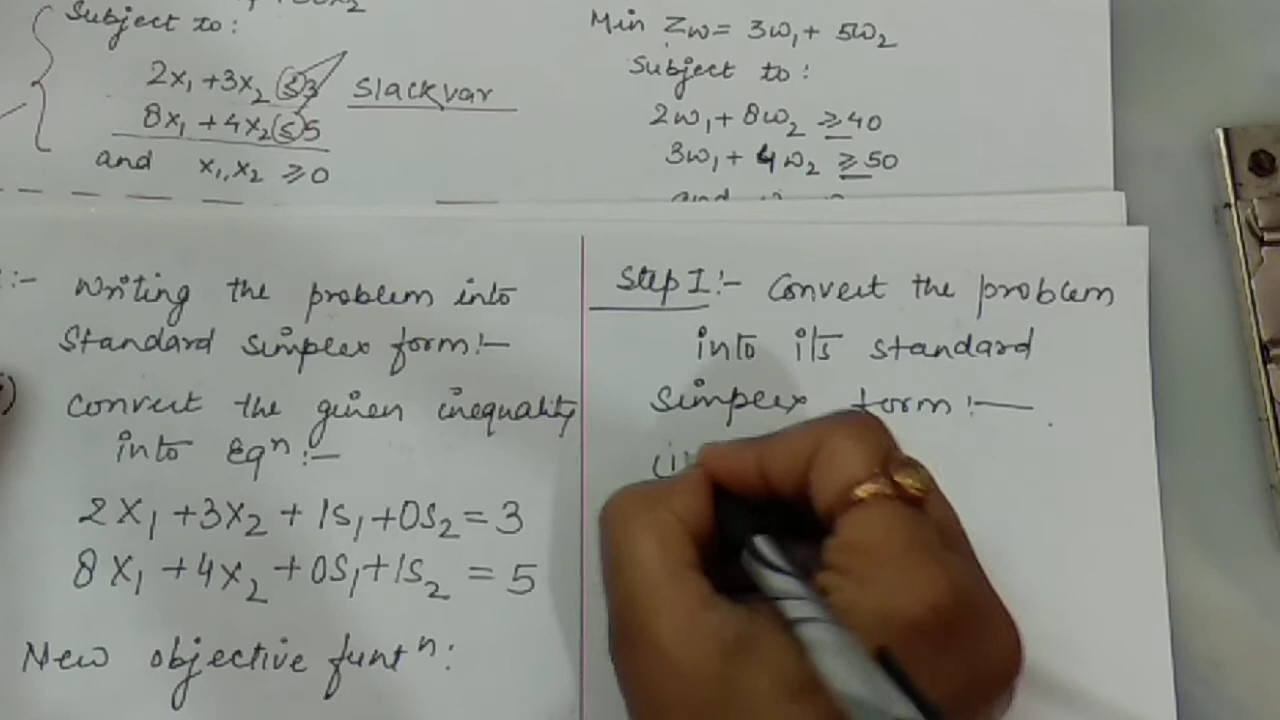 Subject to:
2x₁ + 3x₂ ≤ 3
8x₁ + 4x₂ ≤ 5
Slack var
and x₁, x₂ ≥ 0
Min Zw = 3w₁ + 5w₂
Subject to:
2w₁ + 8w₂ ≥ 40
3w₁ + 4w₂ ≥ 50
:- Writing the problem into
Standard Simplex form:-
Convert the given inequality
into Eqⁿ:-
2X₁ + 3X₂ + 1S₁ + 0S₂ = 3
8X₁ + 4X₂ + 0S₁ + 1S₂ = 5
New objective funtⁿ:
Step I:- Convert the problem
into its standard
Simplex form:-
(i)